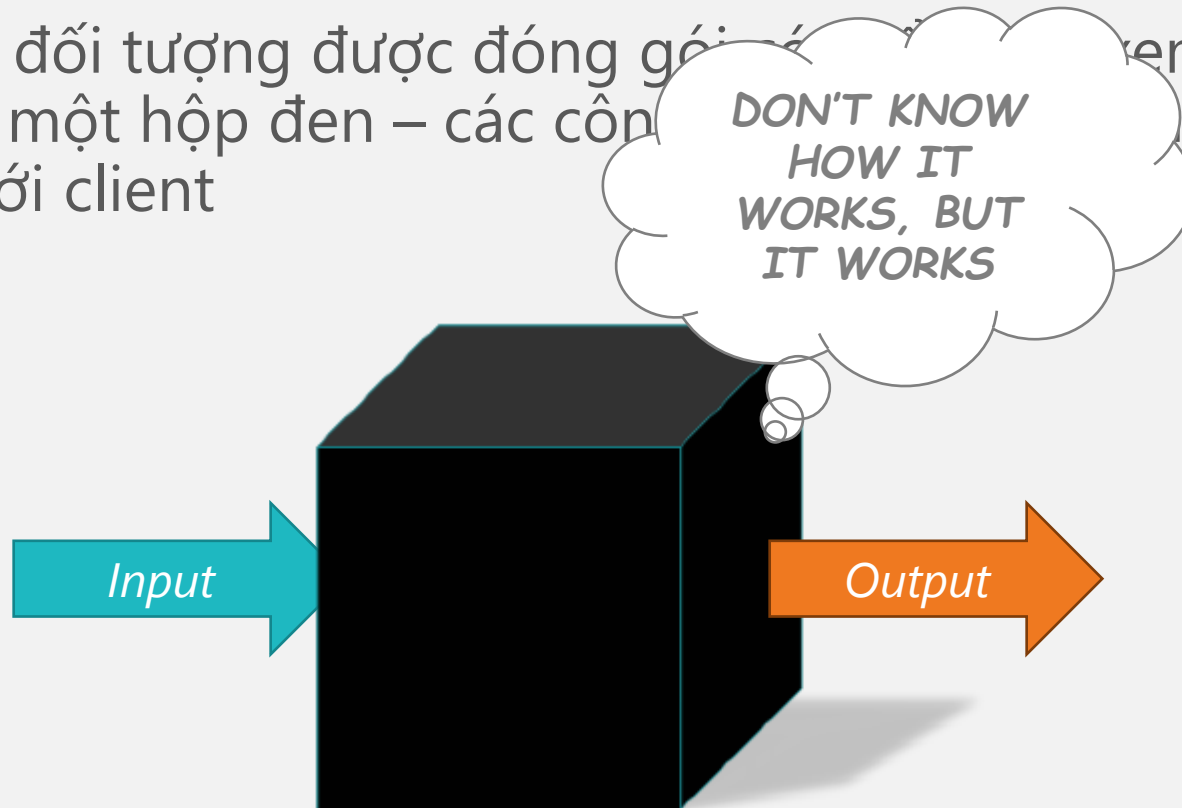 đối tượng được đóng gói
một hộp đen – các
ới client
DON'T KNOW
HOW IT
WORKS, BUT
IT WORKS
Input
Output